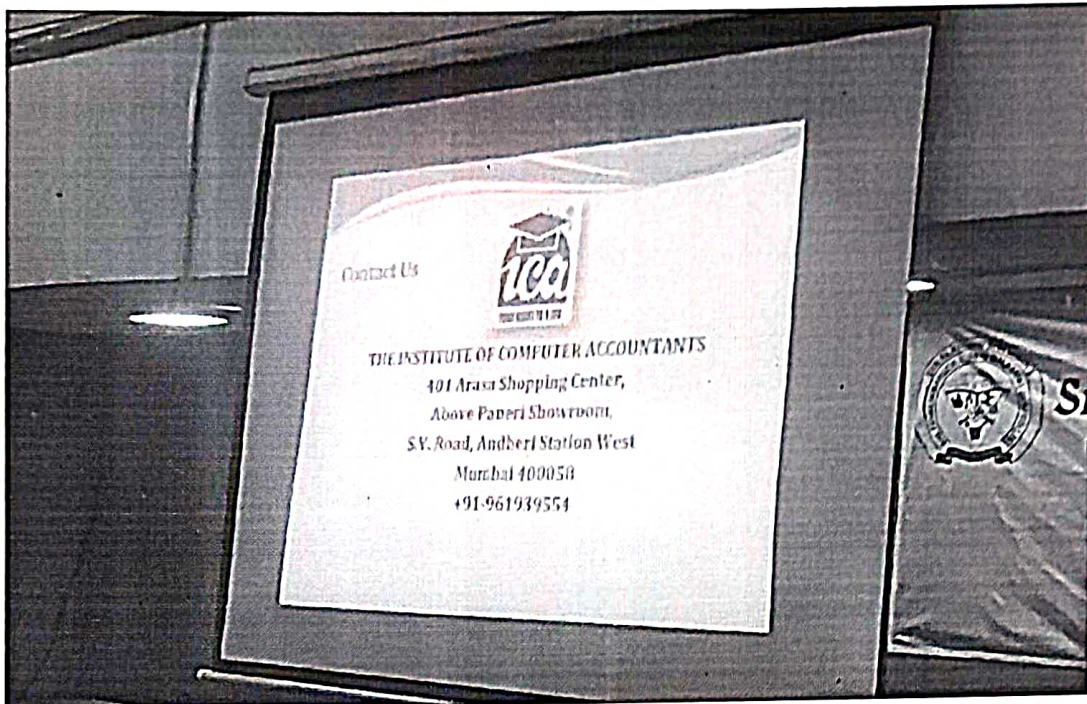 Contact Us
ica
THE INSTITUTE OF COMPUTER ACCOUNTANTS
401 Arasa Shopping Center,
Above Paneri Showroom,
S.V. Road, Andheri Station West
Mumbai 400058
+91-961939554